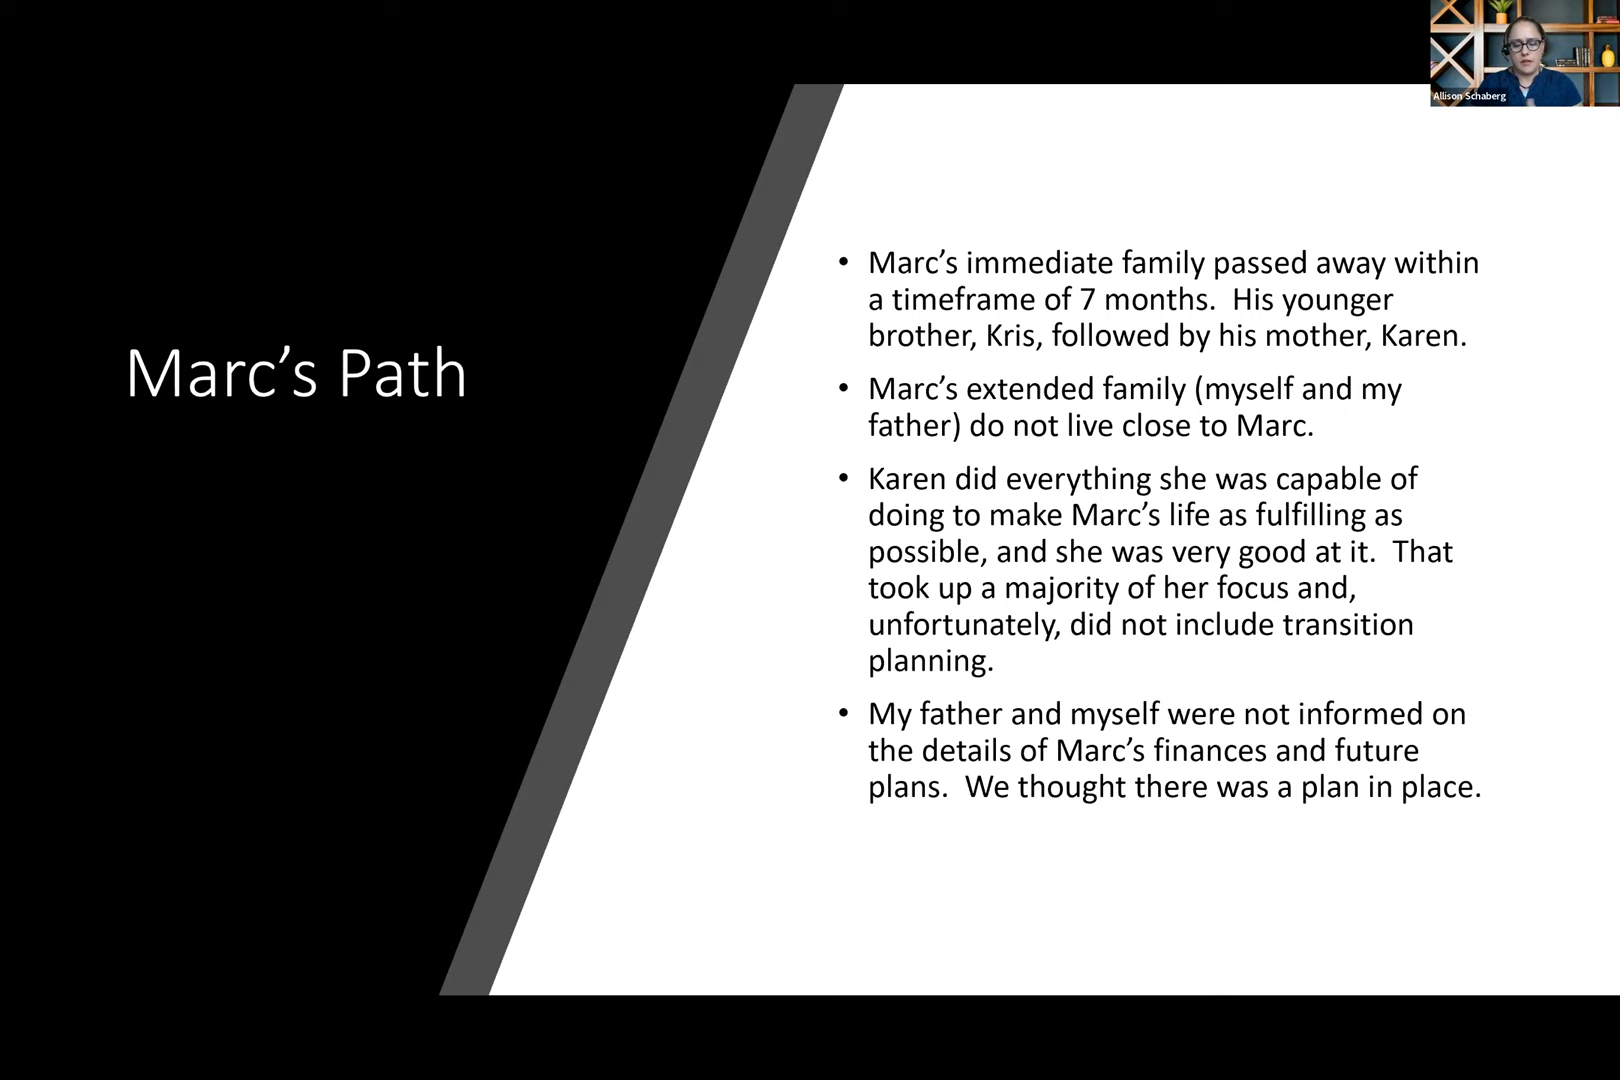 Allison Schaberg
Marc’s Path
• Marc’s immediate family passed away within
a timeframe of 7 months.  His younger
brother, Kris, followed by his mother, Karen.
• Marc’s extended family (myself and my
father) do not live close to Marc.
• Karen did everything she was capable of
doing to make Marc’s life as fulfilling as
possible, and she was very good at it.  That
took up a majority of her focus and,
unfortunately, did not include transition
planning.
• My father and myself were not informed on
the details of Marc’s finances and future
plans.  We thought there was a plan in place.